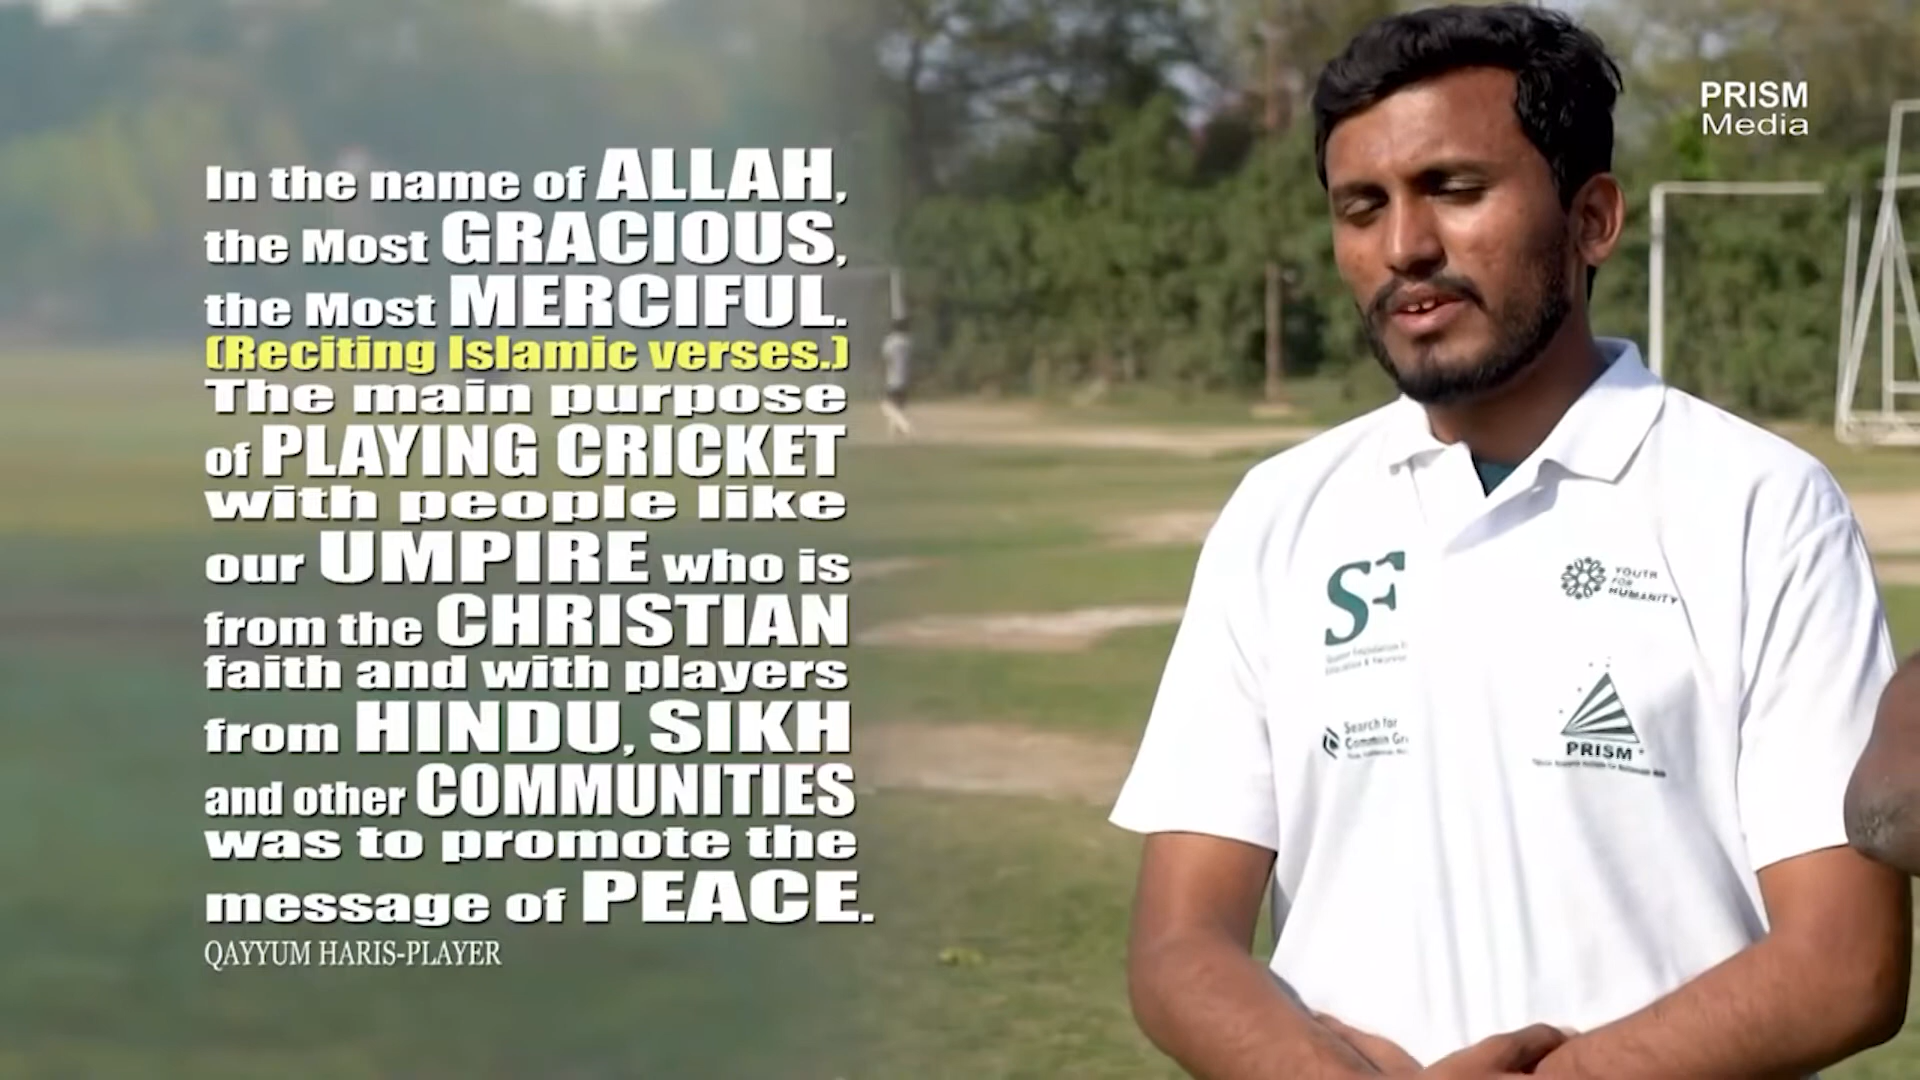 In the name of ALLAH,
the Most GRACIOUS,
the Most MERCIFUL.
(Reciting Islamic verses.)
The main purpose
of PLAYING CRICKET
with people like
our UMPIRE who is
from the CHRISTIAN
faith and with players
from HINDU, SIKH
and other COMMUNITIES
was to promote the
message of PEACE.
QAYYUM HARIS-PLAYER
PRISM
Media
SF
YOUTH
FOR
HUMANITY
Search for
Common
PRISM